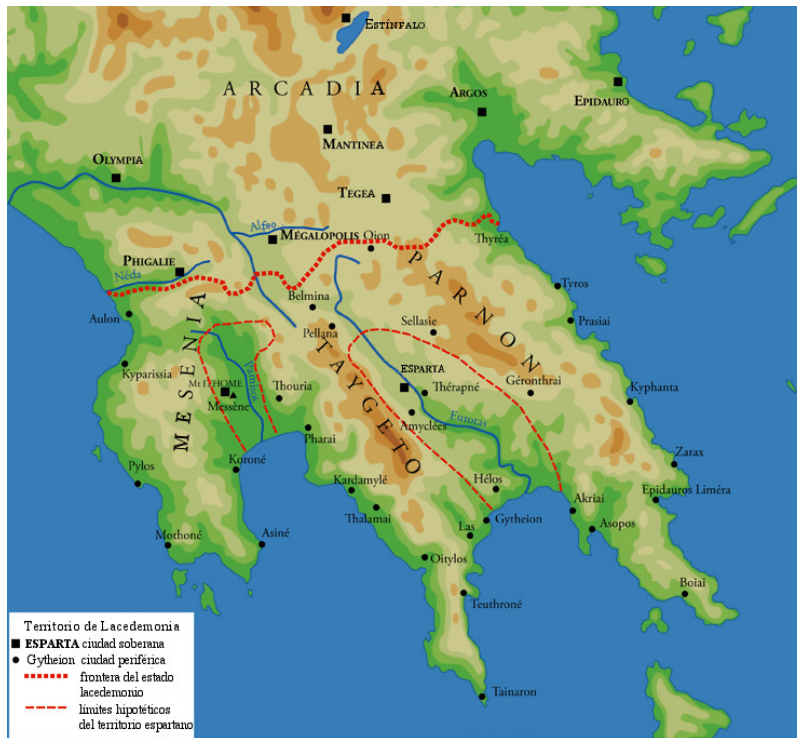 ESTÍNFALO
ARCADIA
ARGOS
EPIDAURO
MANTINEA
OLYMPIA
TEGEA
Alfeo
MÉGALOPOLIS
Oion
Thyréa
PHIGALIE
Néda
PARNON
Tyros
Belmina
Aulon
Prasiai
MESENIA
Pellana
Sellasie
Kyparissia
TAYGETO
Mt ITHOME
Pamisos
Thouria
ESPARTA
Thérapné
Géronthrai
Kyphanta
Messène
Amyclées
Eurotas
Pharai
Koroné
Zarax
Pylos
Kardamylé
Hélos
Epidauros Liméra
Akriai
Thalamai
Gytheion
Las
Asopos
Mothoné
Asiné
Oitylos
Boiai
Teuthroné
Tainaron
Territorio de Lacedemonia
ESPARTA ciudad soberana
Gytheion ciudad periférica
frontera del estado
lacedemonio
límites hipotéticos
del territorio espartano